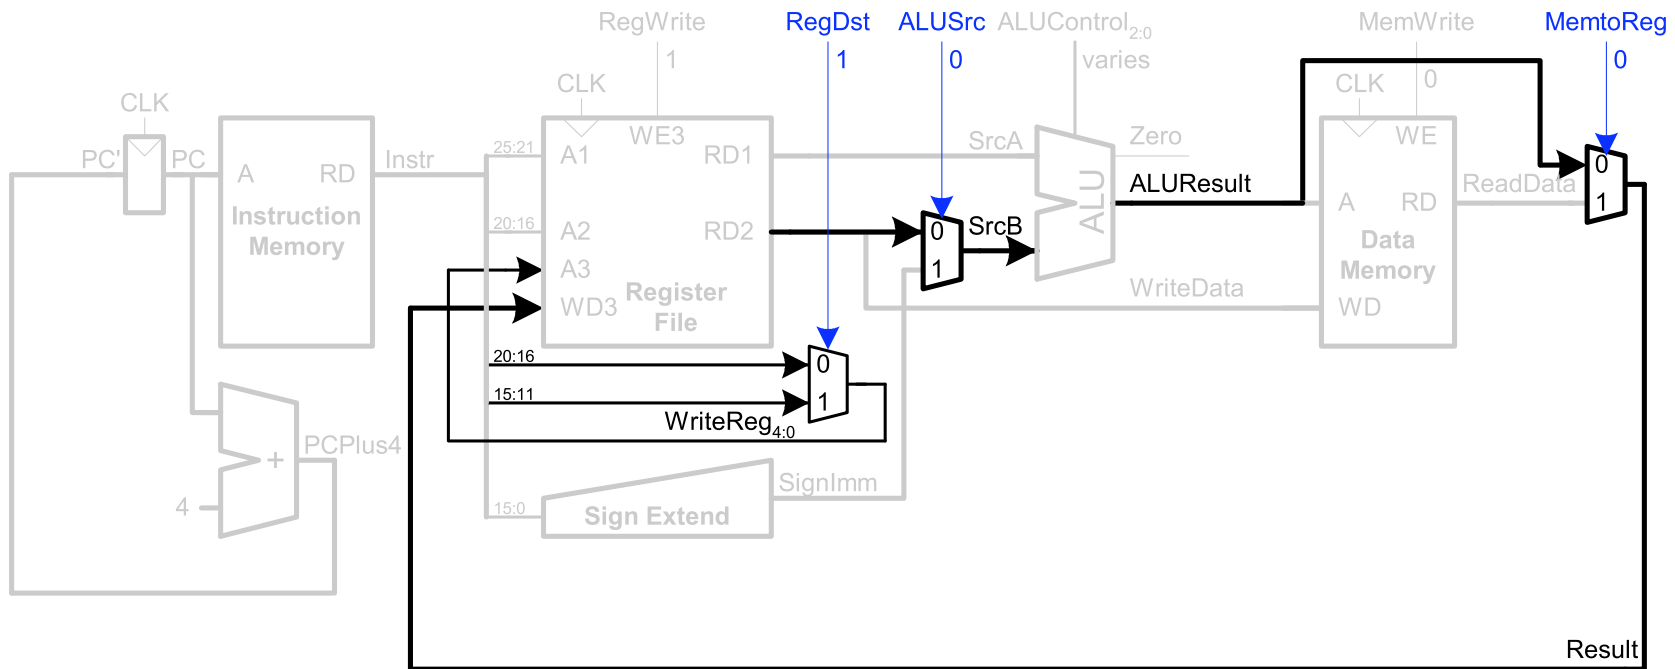 RegWrite
RegDst
ALUSrc
ALUControl2:0
MemWrite
MemtoReg
1
1
0
varies
0
0
CLK
CLK
CLK
PC'
PC
Instr
25:21
A1
WE3
RD1
SrcA
Zero
WE
0
A
RD
ALU
ALUResult
ReadData
1
A
RD
Instruction
Memory
20:16
A2
RD2
0
SrcB
Data
Memory
A3
1
WD3
Register
File
WriteData
WD
20:16
0
15:11
1
WriteReg4:0
PCPlus4
+
4
SignImm
15:0
Sign Extend
Result